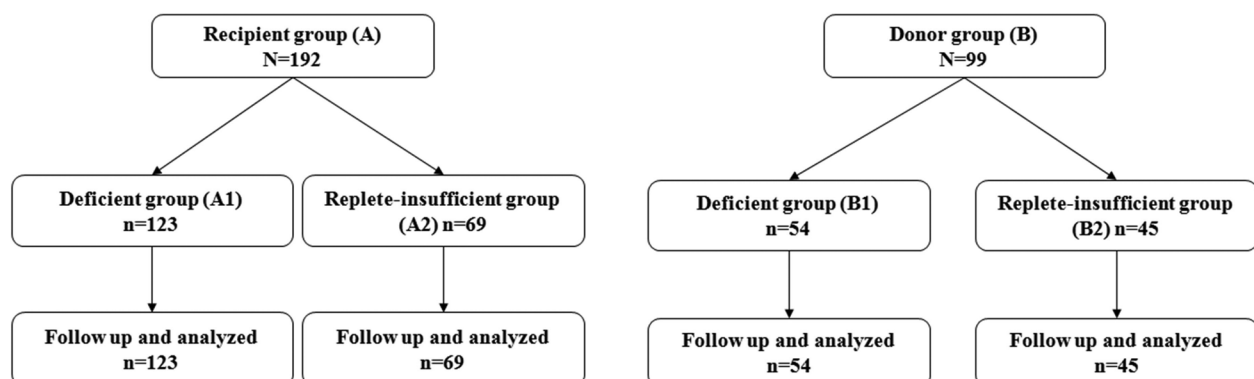 Recipient group (A)
N=192
Donor group (B)
N=99
Deficient group (A1)
n=123
Replete-insufficient group
(A2) n=69
Deficient group (B1)
n=54
Replete-insufficient group
(B2) n=45
Follow up and analyzed
n=123
Follow up and analyzed
n=69
Follow up and analyzed
n=54
Follow up and analyzed
n=45